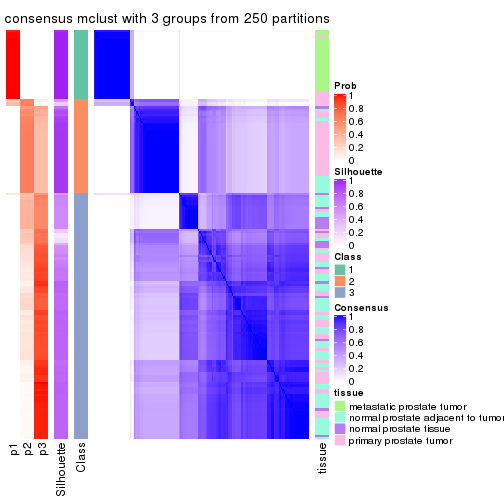 consensus mclust with 3 groups from 250 partitions
Prob
1
0.8
0.6
0.4
0.2
0
Silhouette
1
0.8
0.6
0.4
0.2
0
Class
1
2
3
Consensus
1
0.8
0.6
0.4
0.2
0
tissue
metastatic prostate tumor
normal prostate adjacent to tumor
normal prostate tissue
primary prostate tumor
p1
p2
p3
Silhouette
Class
tissue